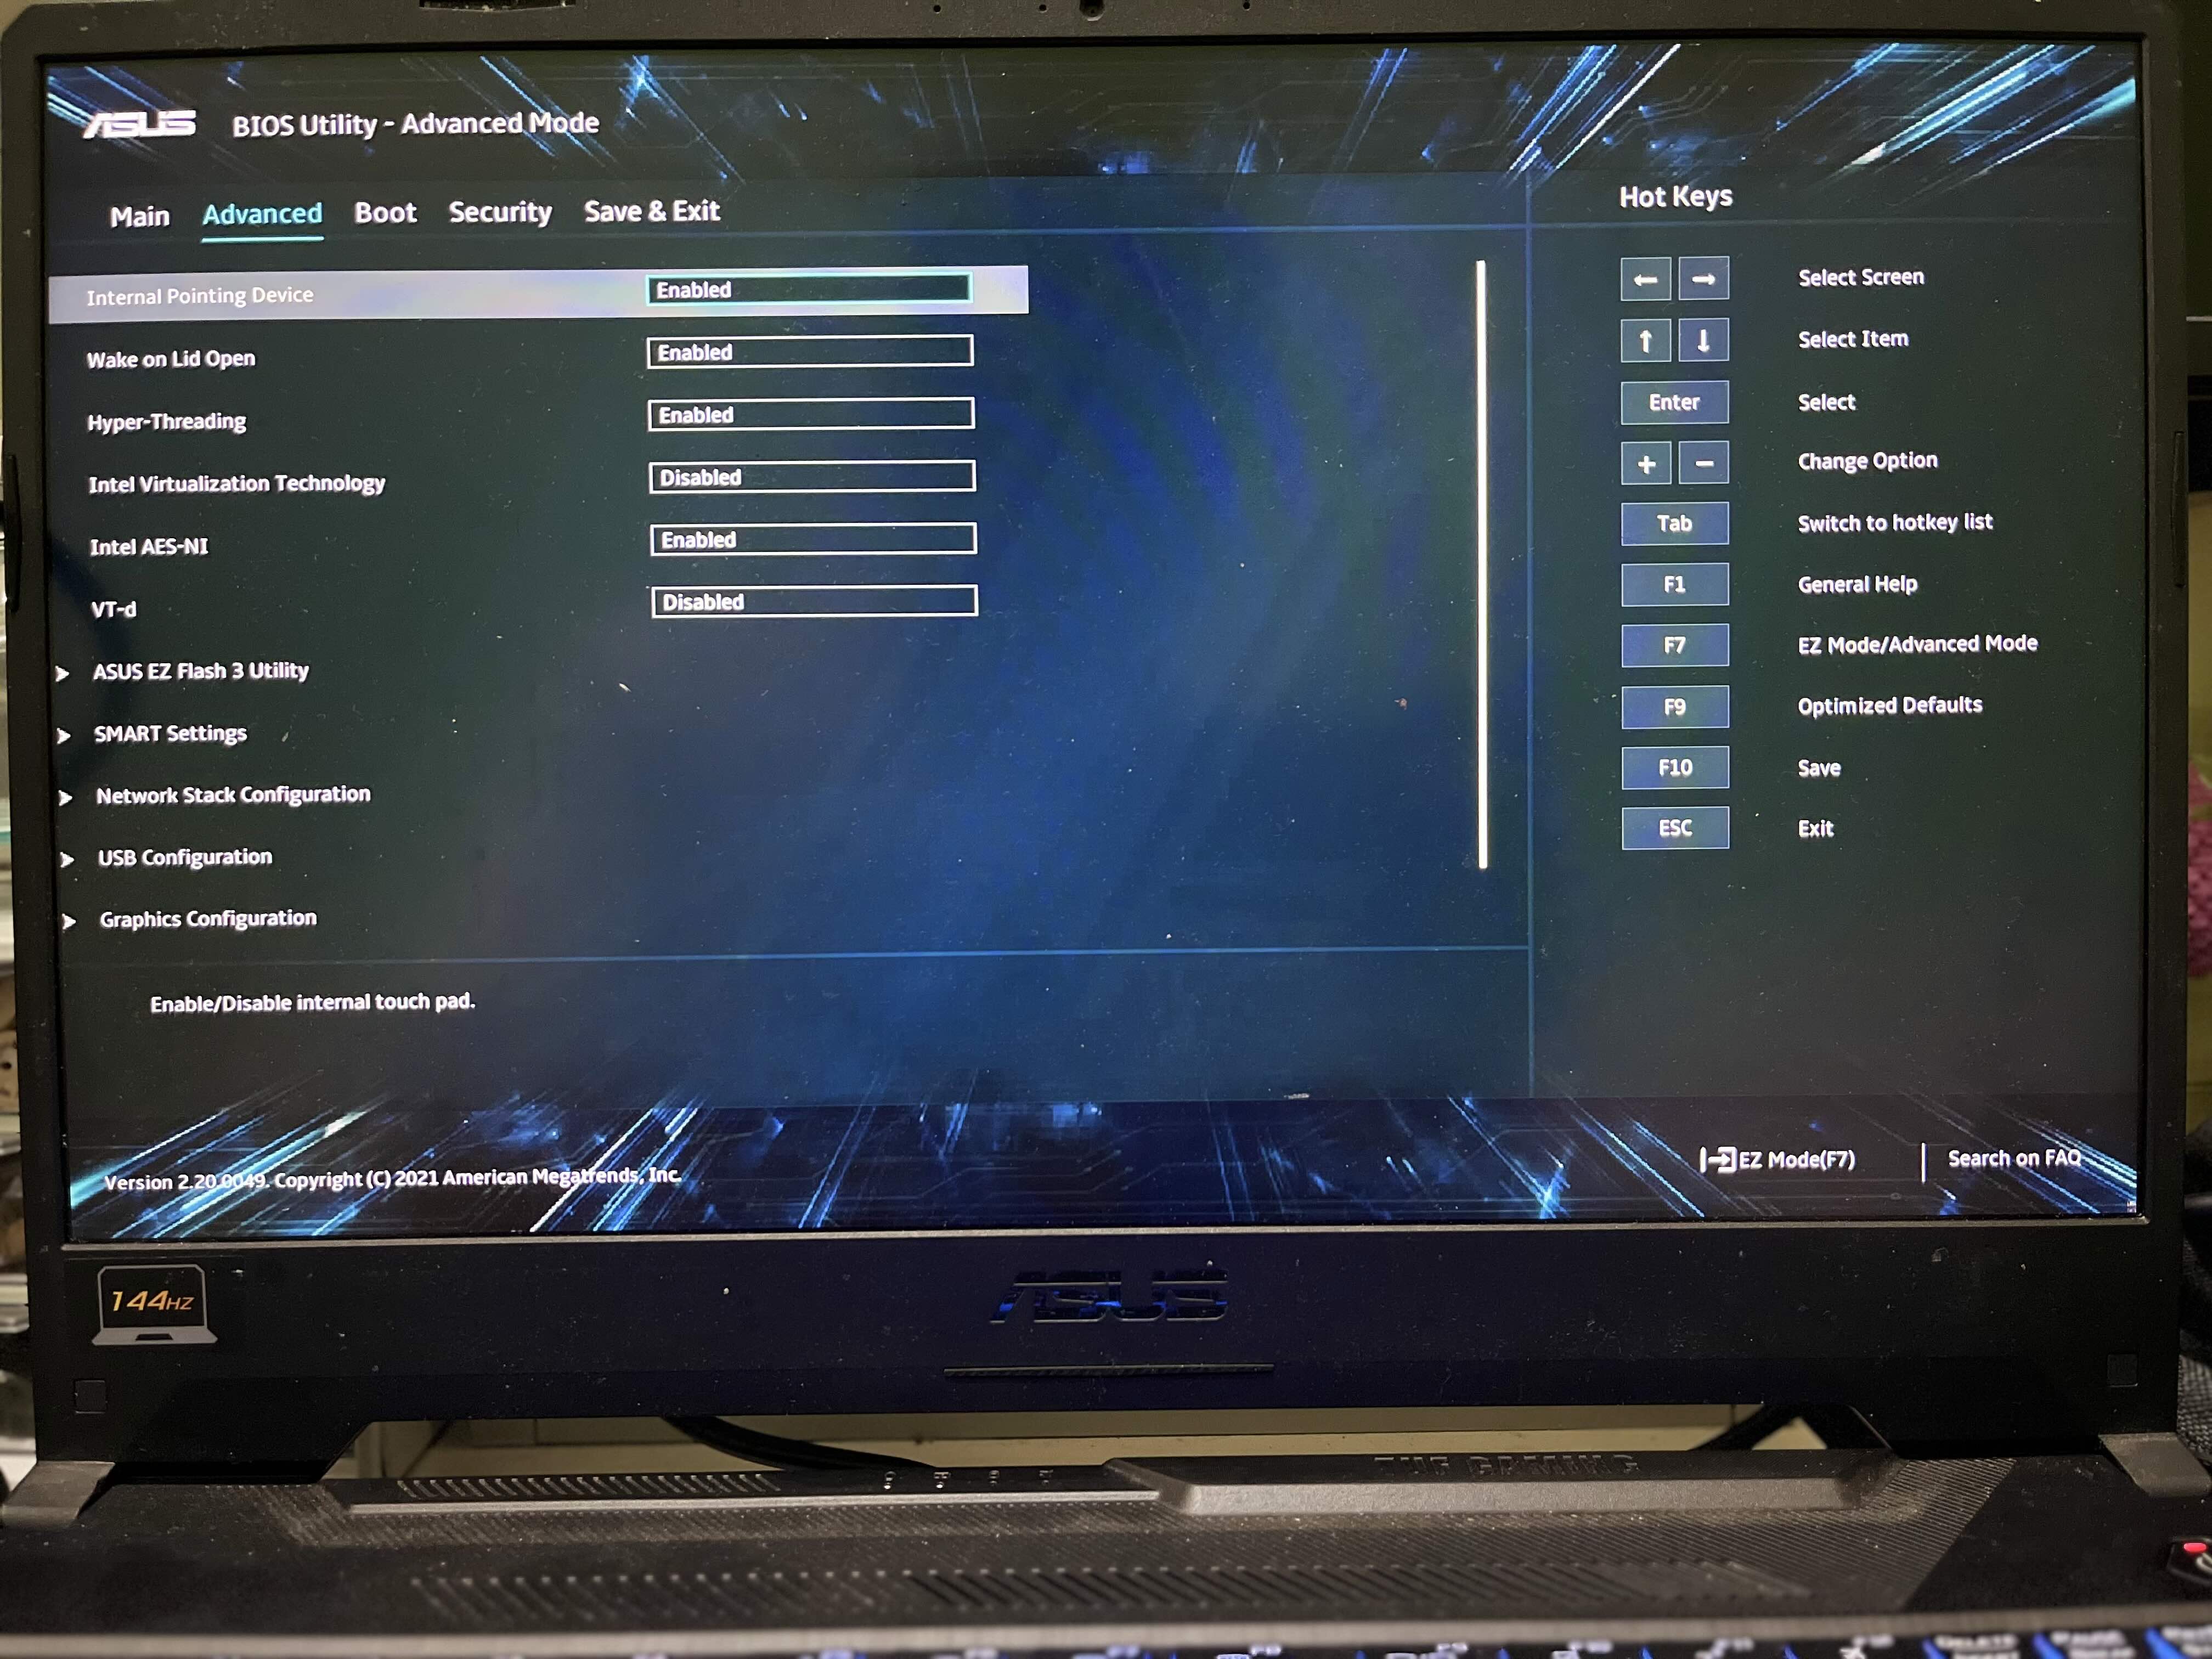 ASUS BIOS Utility - Advanced Mode
Main Advanced Boot Security Save & Exit
Internal Pointing Device Enabled
Wake on Lid Open Enabled
Hyper-Threading Enabled
Intel Virtualization Technology Disabled
Intel AES-NI Enabled
VT-d Disabled
ASUS EZ Flash 3 Utility
SMART Settings
Network Stack Configuration
USB Configuration
Graphics Configuration
Enable/Disable internal touch pad.
Hot Keys
← → Select Screen
↑ ↓ Select Item
Enter Select
+ - Change Option
Tab Switch to hotkey list
F1 General Help
F7 EZ Mode/Advanced Mode
F9 Optimized Defaults
F10 Save
ESC Exit
Version 2.20.0049. Copyright (C) 2021 American Megatrends, Inc.
EZ Mode(F7) | Search on FAQ
144HZ
ASUS
TUF GAMING